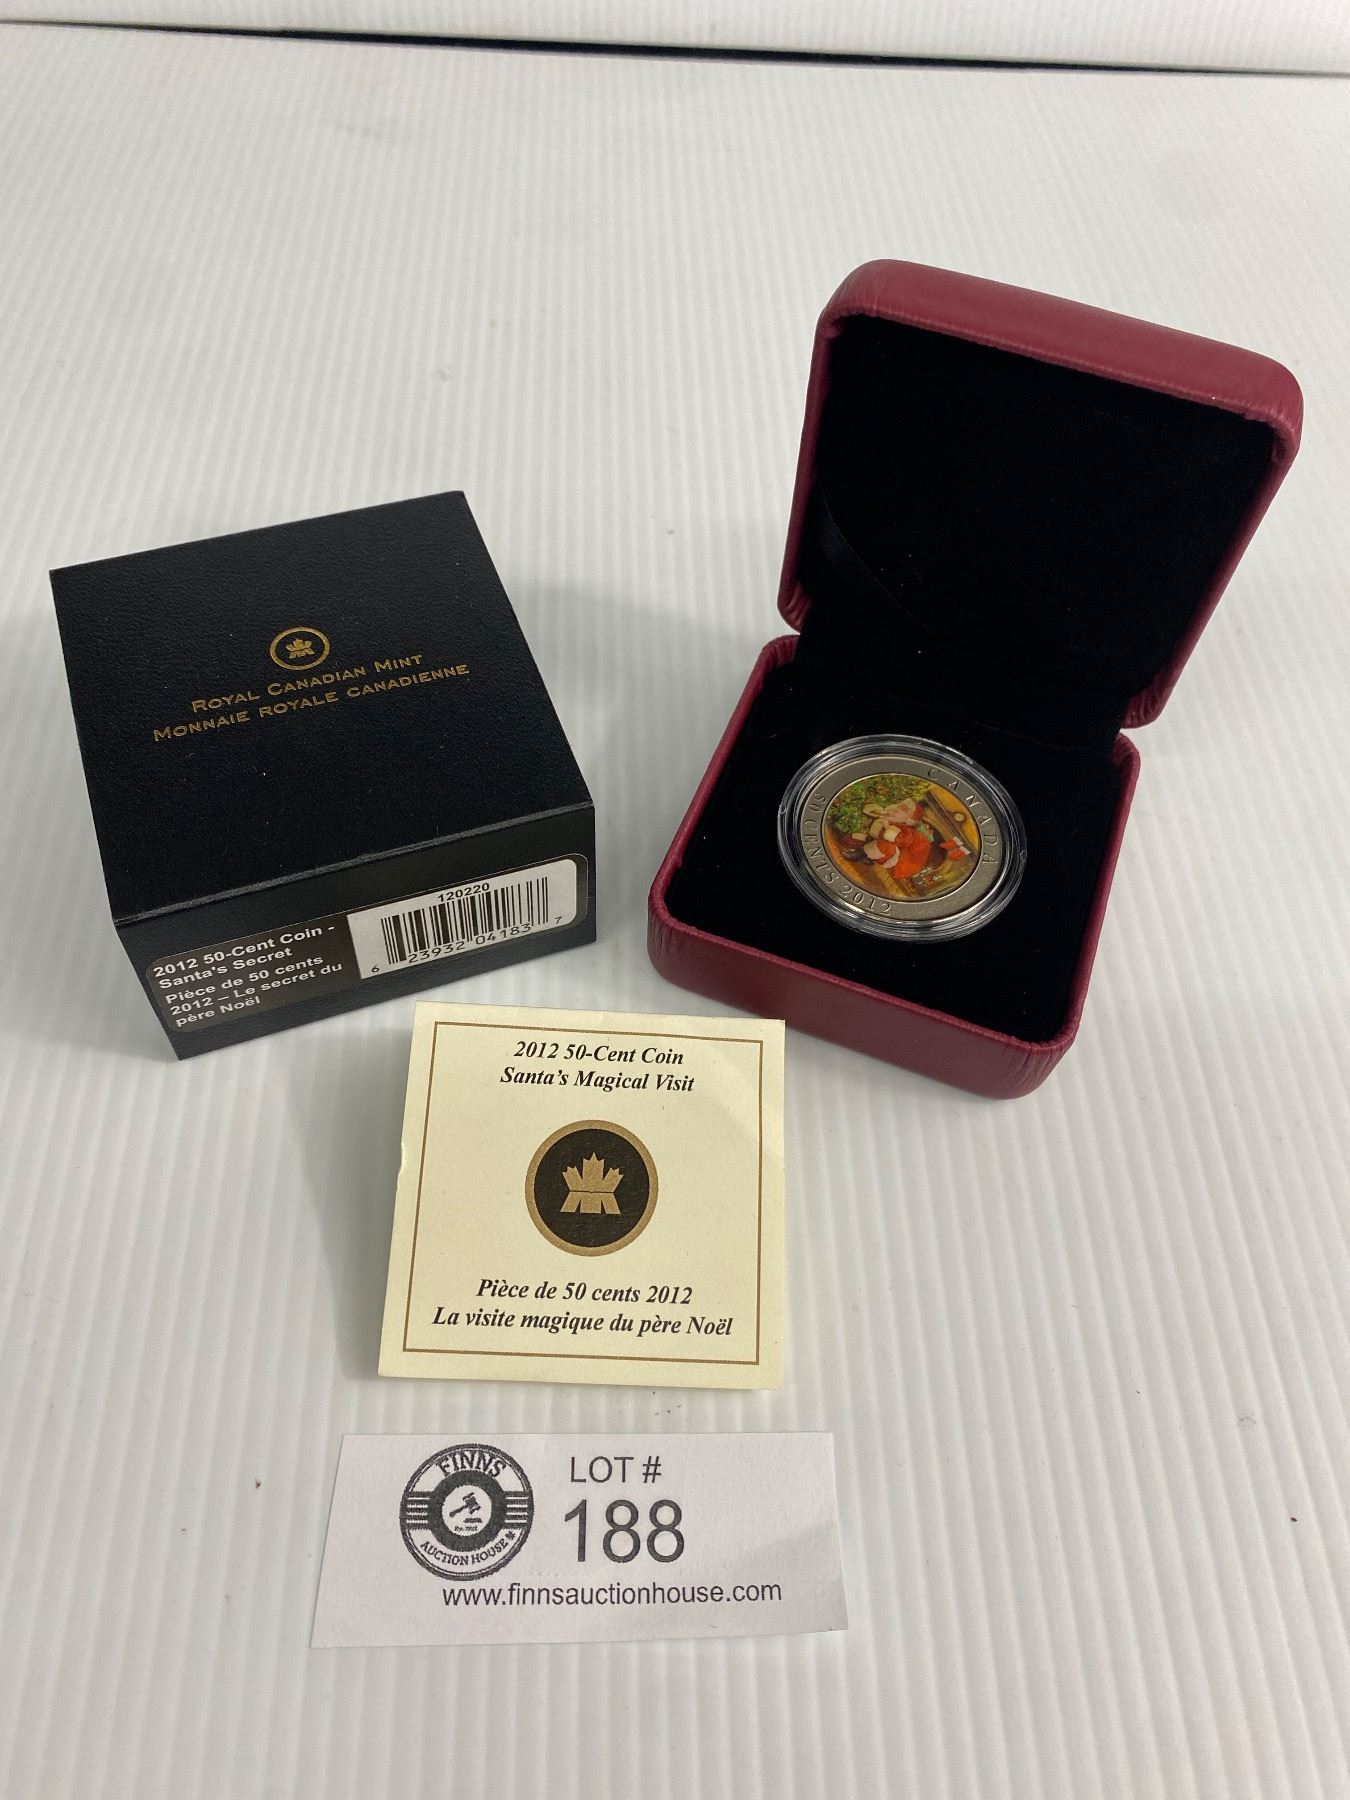 ROYAL CANADIAN MINT
MONNAIE ROYALE CANADIENNE
2012 50-Cent Coin -
Santa's Secret
Pièce de 50 cents
2012 – Le secret du
père Noël
120220
6 23932 04183 7
CANADA
50 CENTS 2012
2012 50-Cent Coin
Santa's Magical Visit
Pièce de 50 cents 2012
La visite magique du père Noël
FINNS
AUCTION HOUSE
LOT #
188
www.finnsauctionhouse.com